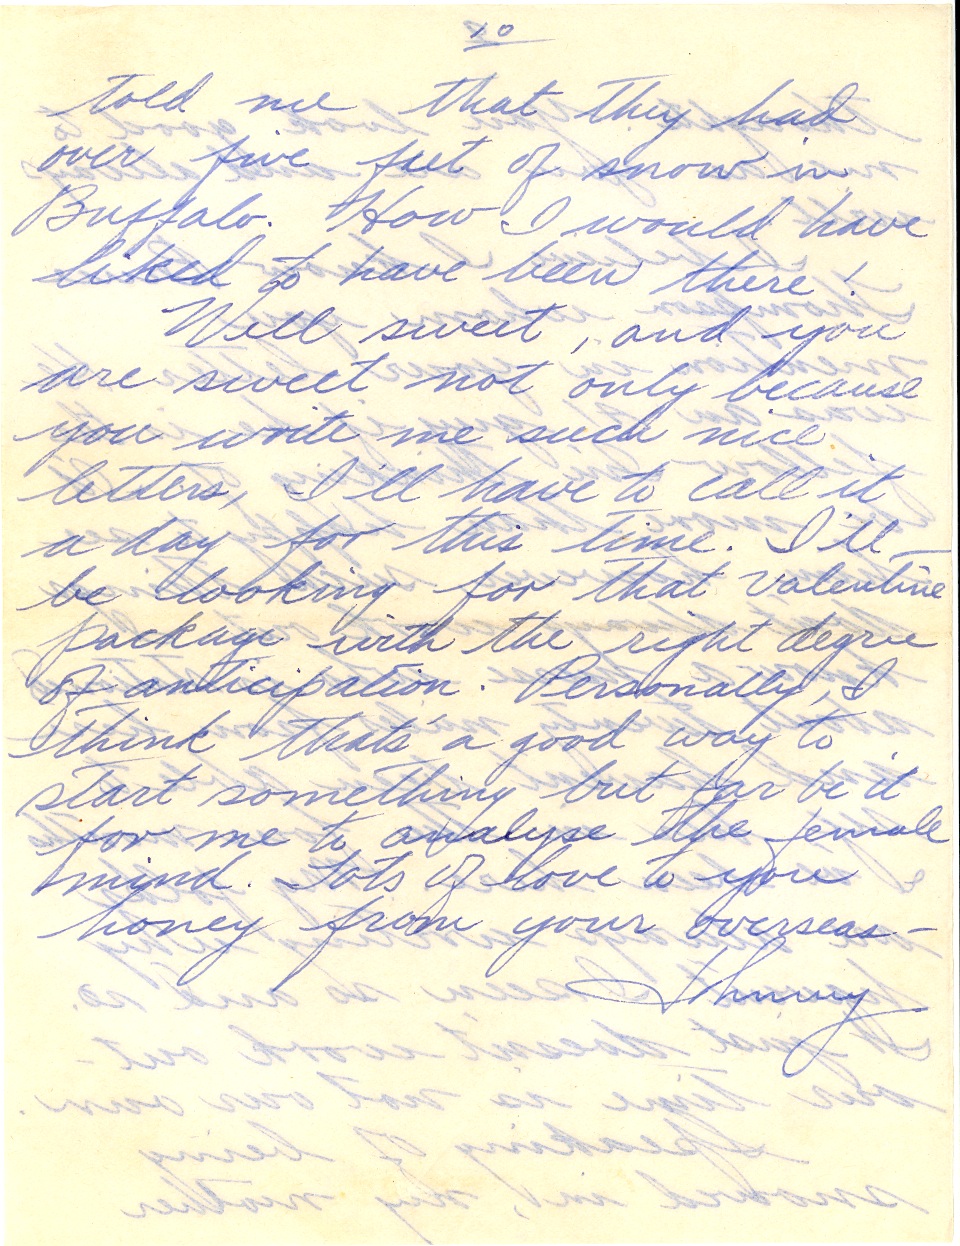 told me that they had
over five feet of snow in
Buffalo. How I would have
liked to have been there!
Well sweet, and you
are sweet not only because
you write me such nice
letters, I'll have to call it
a day for this time. I'll
be looking for that valentine
package with the right degree
of anticipation. Personally, I
think that's a good way to
start something but far be it
for me to analyse the female
mind. Lots of love to you
honey from your overseas—
Johnny